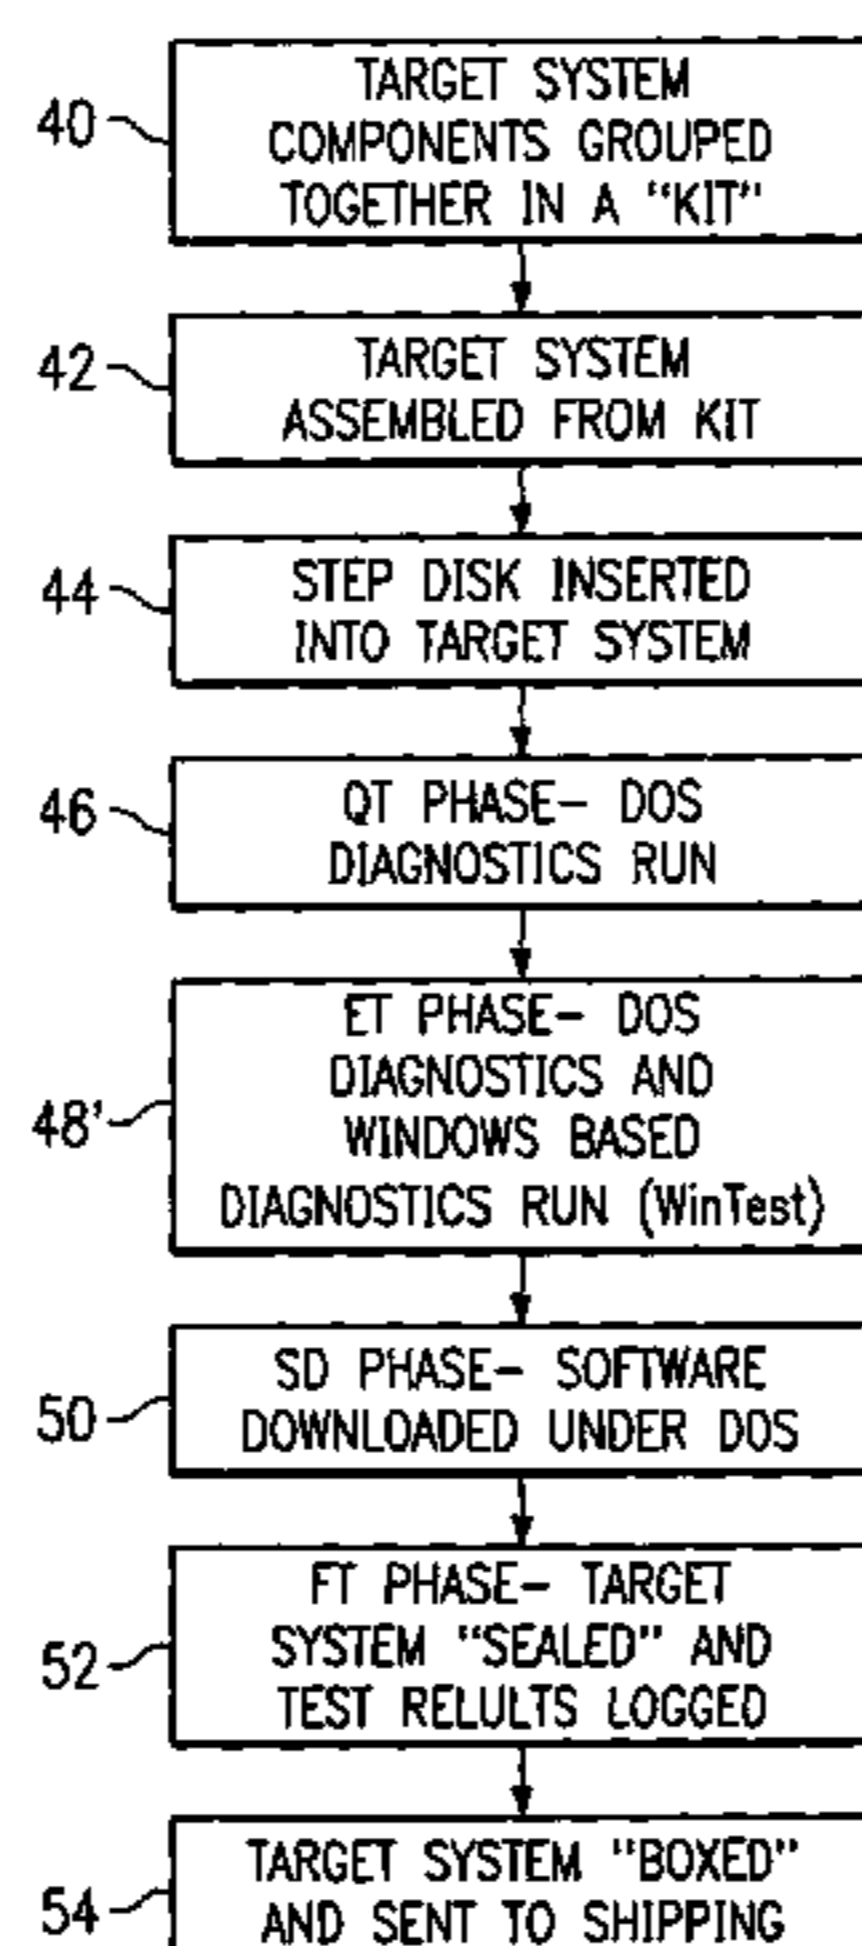 40
TARGET SYSTEM
COMPONENTS GROUPED
TOGETHER IN A "KIT"
42
TARGET SYSTEM
ASSEMBLED FROM KIT
44
STEP DISK INSERTED
INTO TARGET SYSTEM
46
QT PHASE– DOS
DIAGNOSTICS RUN
48'
ET PHASE– DOS
DIAGNOSTICS AND
WINDOWS BASED
DIAGNOSTICS RUN (WinTest)
50
SD PHASE– SOFTWARE
DOWNLOADED UNDER DOS
52
FT PHASE– TARGET
SYSTEM "SEALED" AND
TEST RELULTS LOGGED
54
TARGET SYSTEM "BOXED"
AND SENT TO SHIPPING